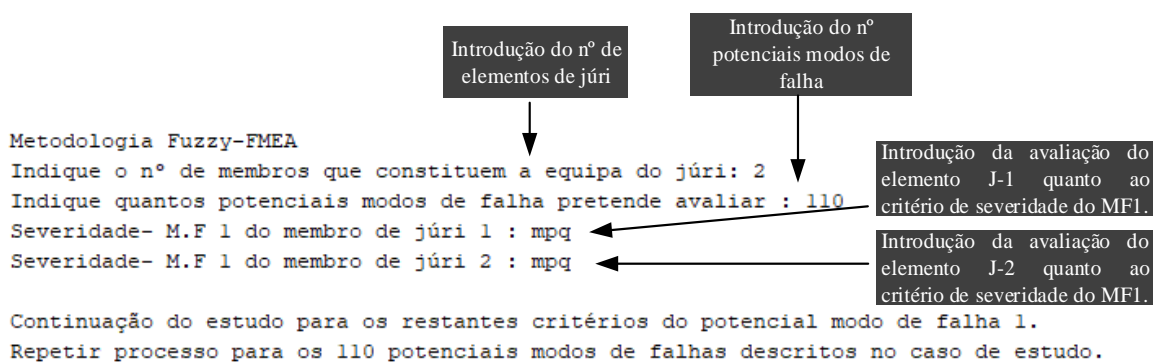 Introdução do nº de
elementos de júri
Introdução do nº
potenciais modos de
falha
Metodologia Fuzzy-FMEA
Indique o nº de membros que constituem a equipa do júri: 2
Indique quantos potenciais modos de falha pretende avaliar : 110
Severidade- M.F 1 do membro de júri 1 : mpq
Severidade- M.F 1 do membro de júri 2 : mpq
Introdução da avaliação do
elemento J-1 quanto ao
critério de severidade do MF1.
Introdução da avaliação do
elemento J-2 quanto ao
critério de severidade do MF1.
Continuação do estudo para os restantes critérios do potencial modo de falha 1.
Repetir processo para os 110 potenciais modos de falhas descritos no caso de estudo.